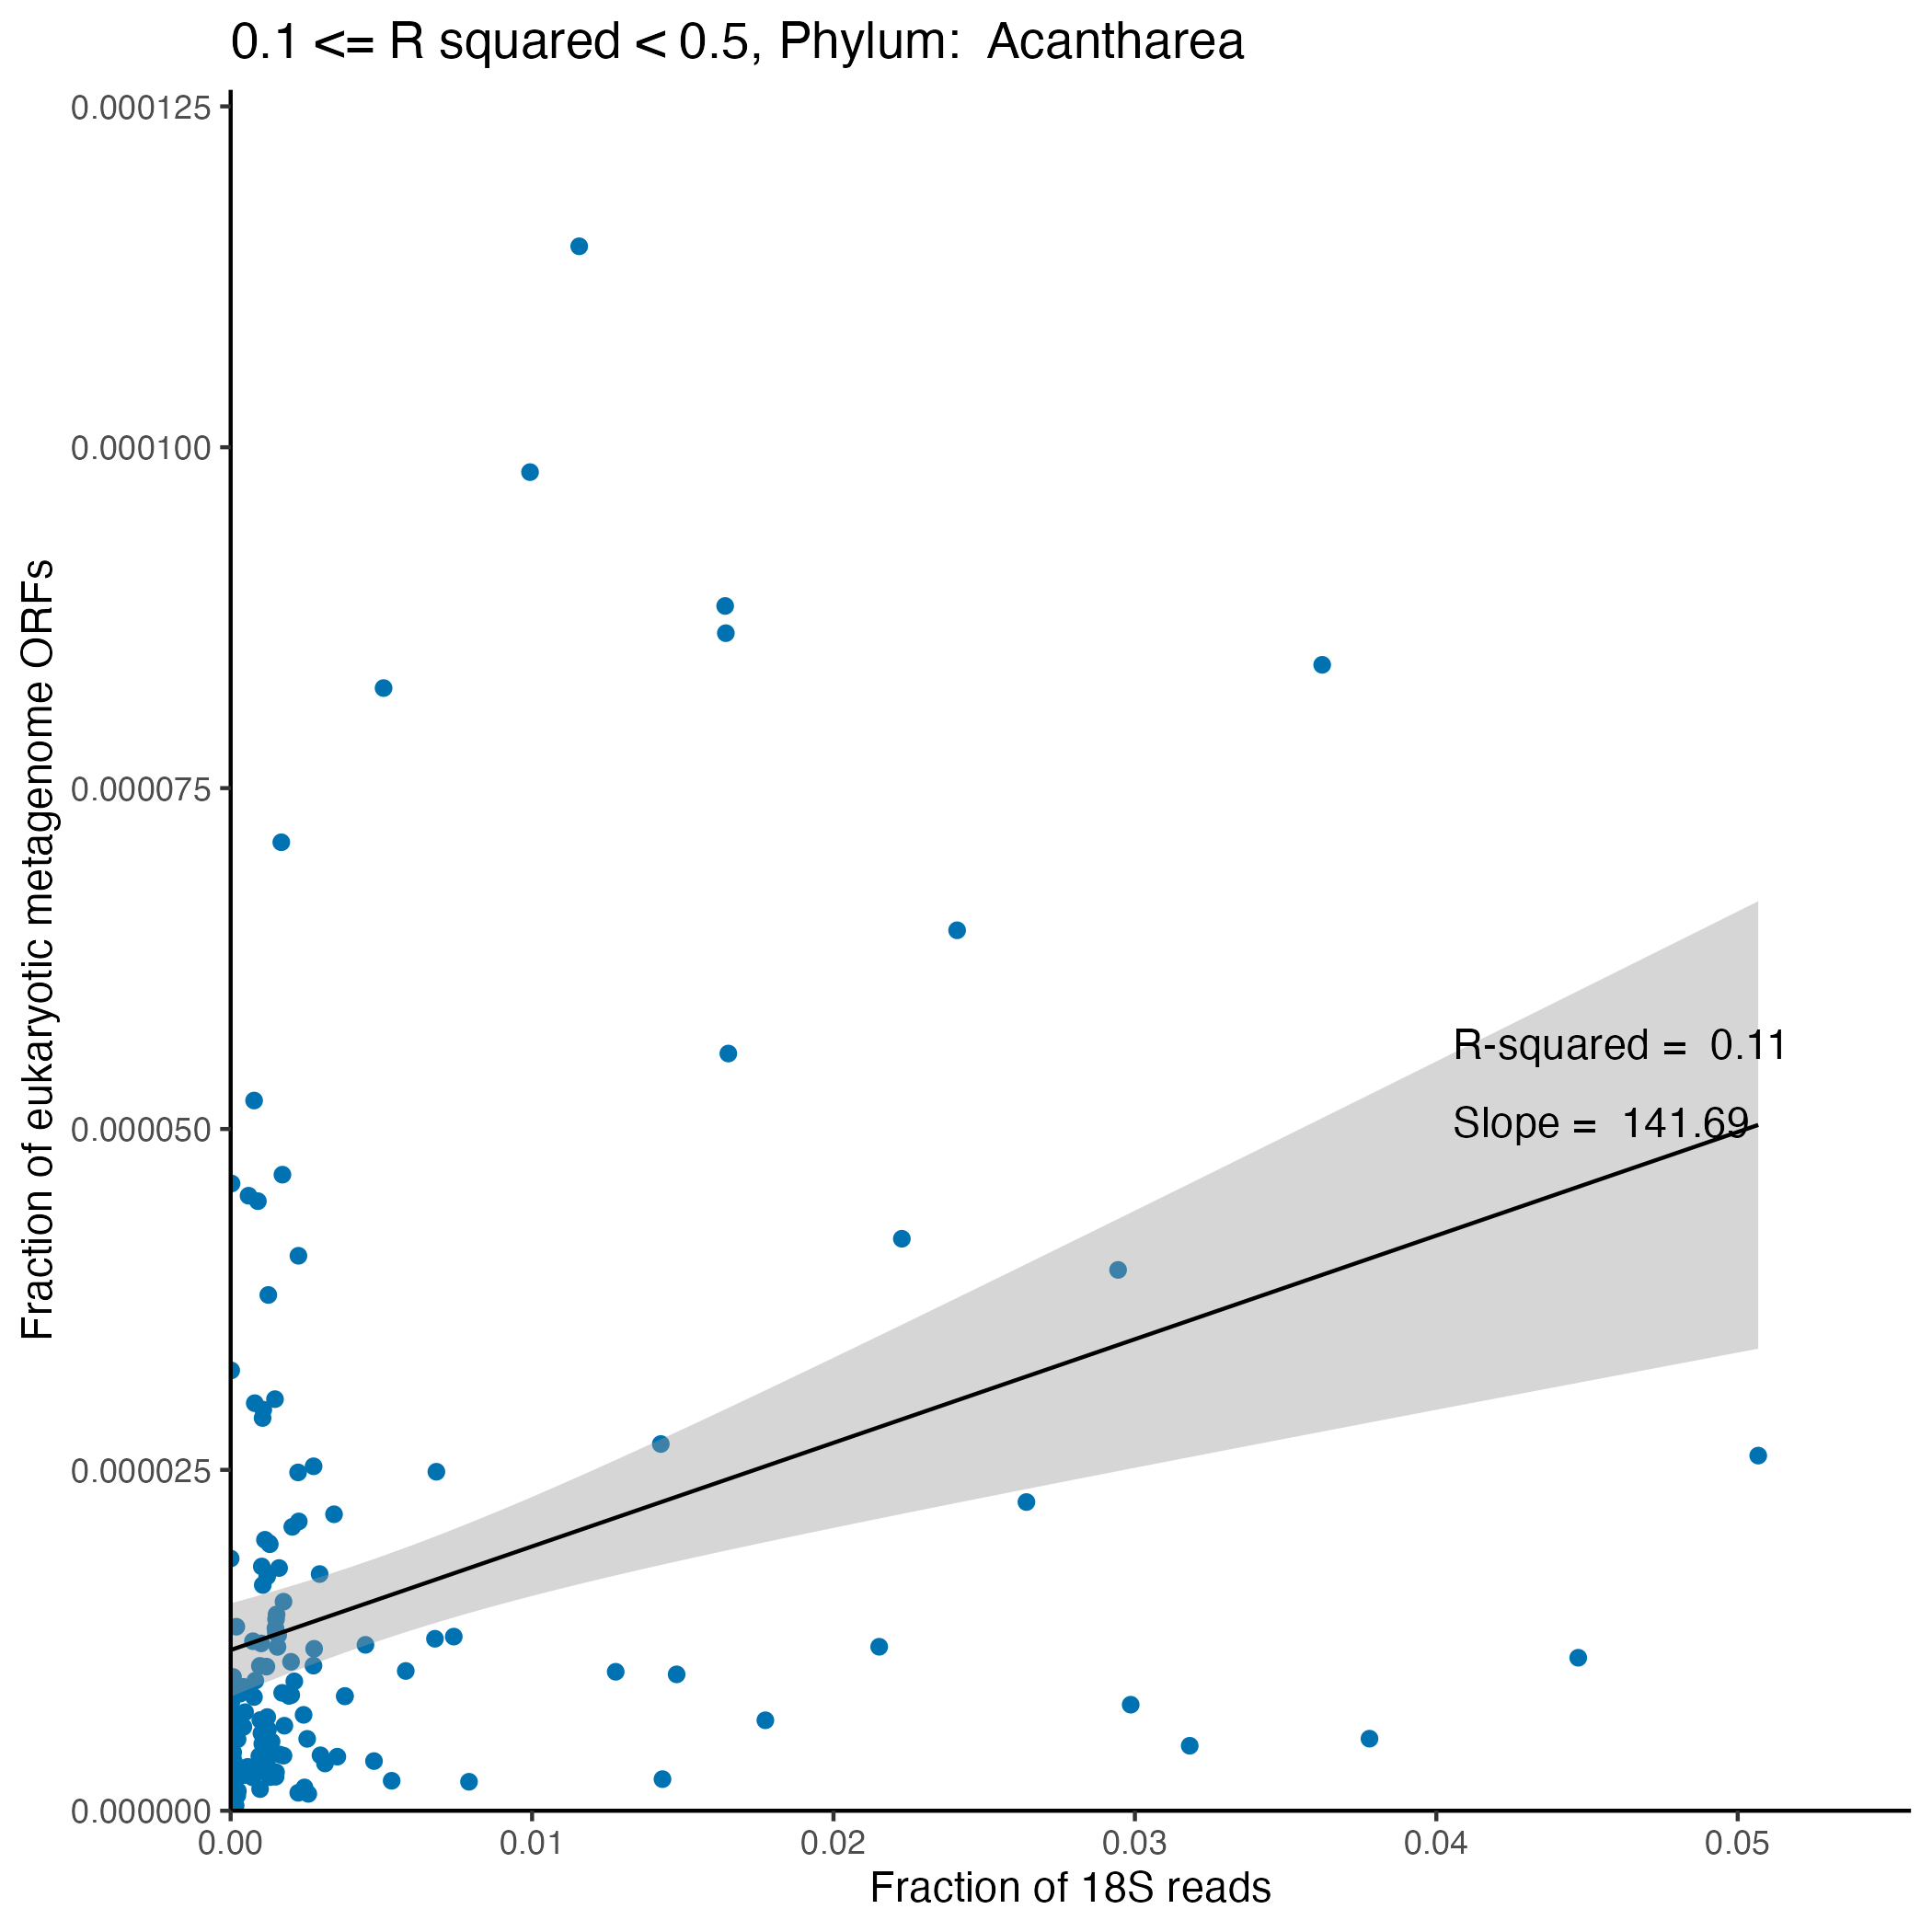 0.1 <= R squared < 0.5, Phylum:  Acantharea
0.000125
0.000100
0.000075
0.000050
0.000025
0.000000
Fraction of eukaryotic metagenome ORFs
R-squared =  0.11
Slope =  141.69
0.00
0.01
0.02
0.03
0.04
0.05
Fraction of 18S reads